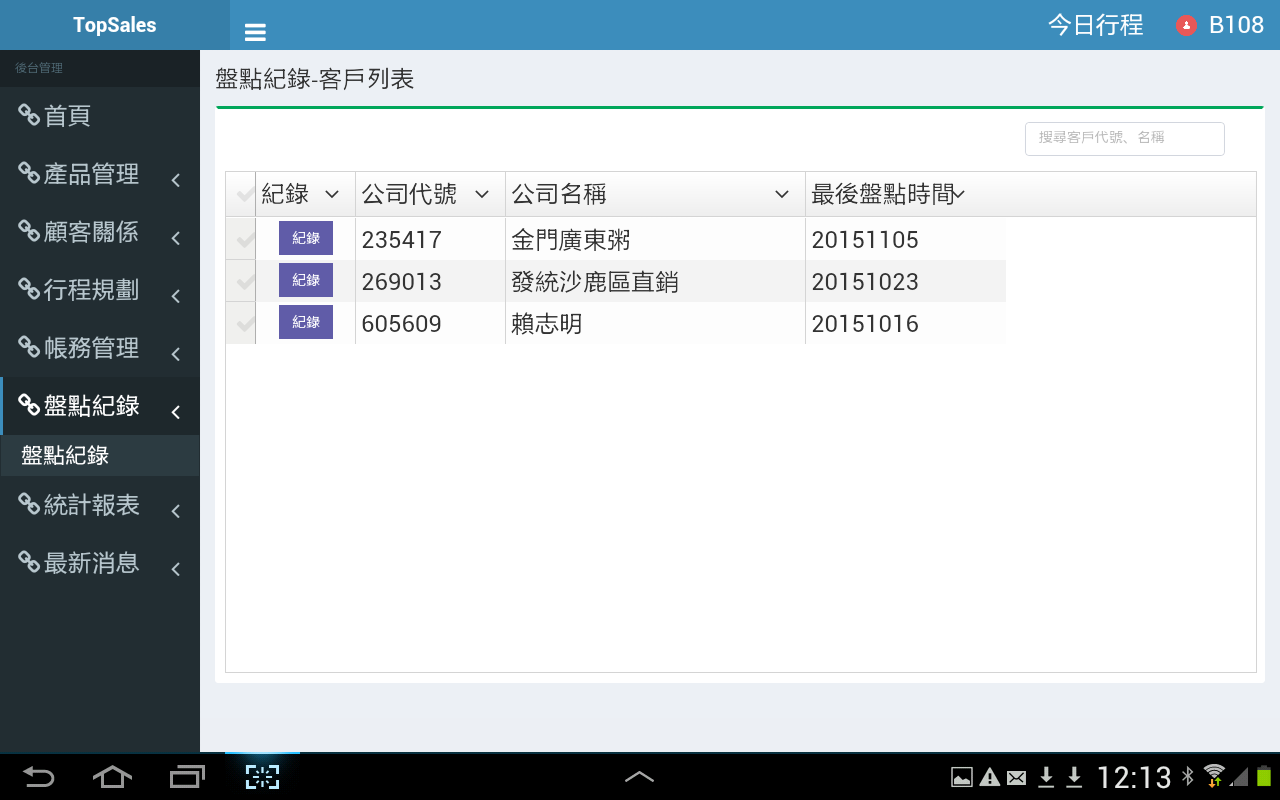 TopSales
今日行程
B108
後台管理
首頁
產品管理
顧客關係
行程規劃
帳務管理
盤點紀錄
盤點紀錄
統計報表
最新消息
盤點紀錄-客戶列表
搜尋客戶代號、名稱
紀錄 公司代號 公司名稱 最後盤點時間
紀錄 235417 金門廣東粥 20151105
紀錄 269013 發統沙鹿區直銷 20151023
紀錄 605609 賴志明 20151016
12:13